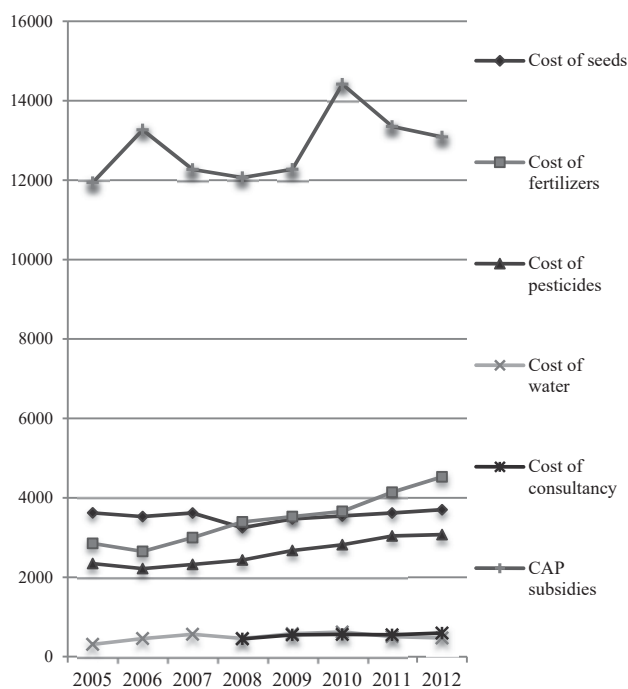 16000
14000
12000
10000
8000
6000
4000
2000
0
2005 2006 2007 2008 2009 2010 2011 2012
Cost of seeds
Cost of
fertilizers
Cost of
pesticides
Cost of
water
Cost of
consultancy
CAP
subsidies